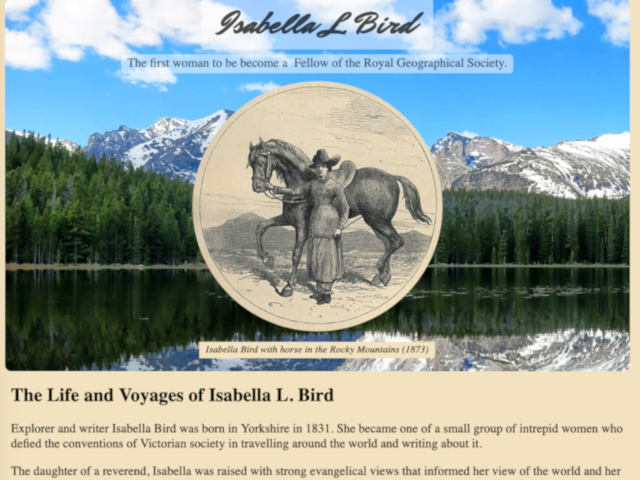 Isabella L Bird
The first woman to be become a Fellow of the Royal Geographical Society.
Isabella Bird with horse in the Rocky Mountains (1873)
The Life and Voyages of Isabella L. Bird
Explorer and writer Isabella Bird was born in Yorkshire in 1831. She became one of a small group of intrepid women who
defied the conventions of Victorian society in travelling around the world and writing about it.
The daughter of a reverend, Isabella was raised with strong evangelical views that informed her view of the world and her